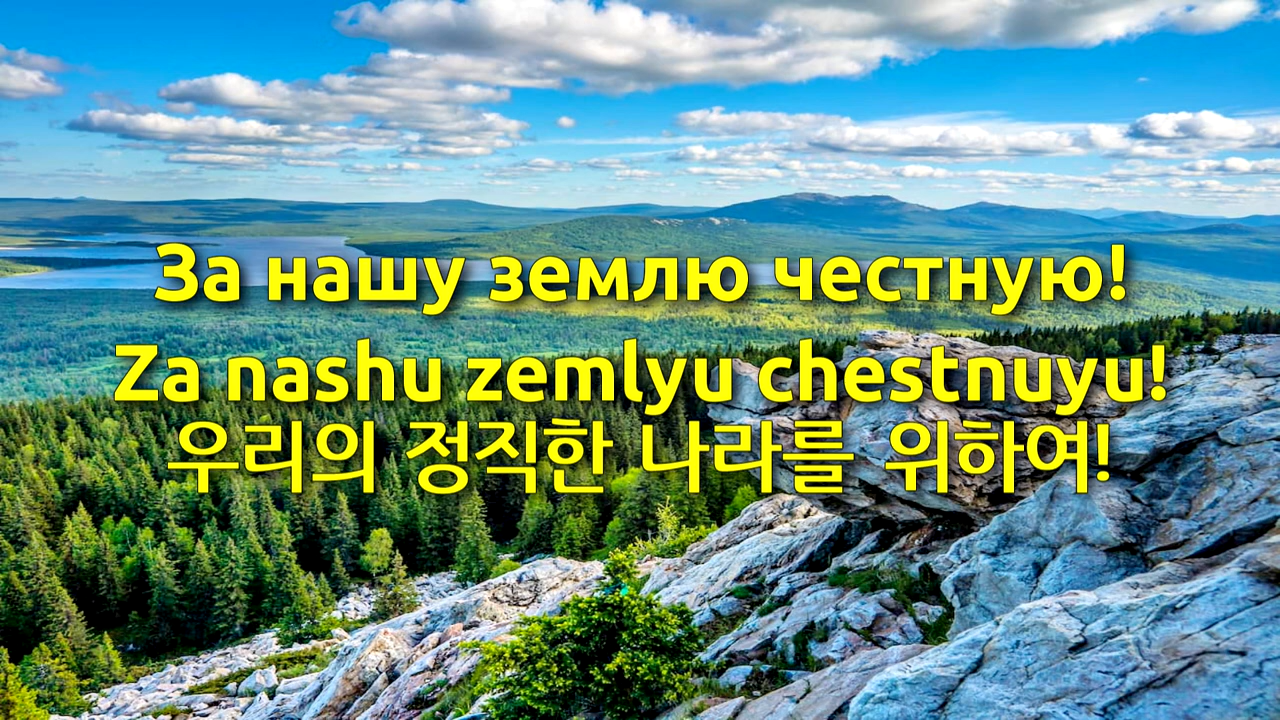 За нашу землю честную!
Za nashu zemlyu chestnuyu!
우리의 정직한 나라를 위하여!